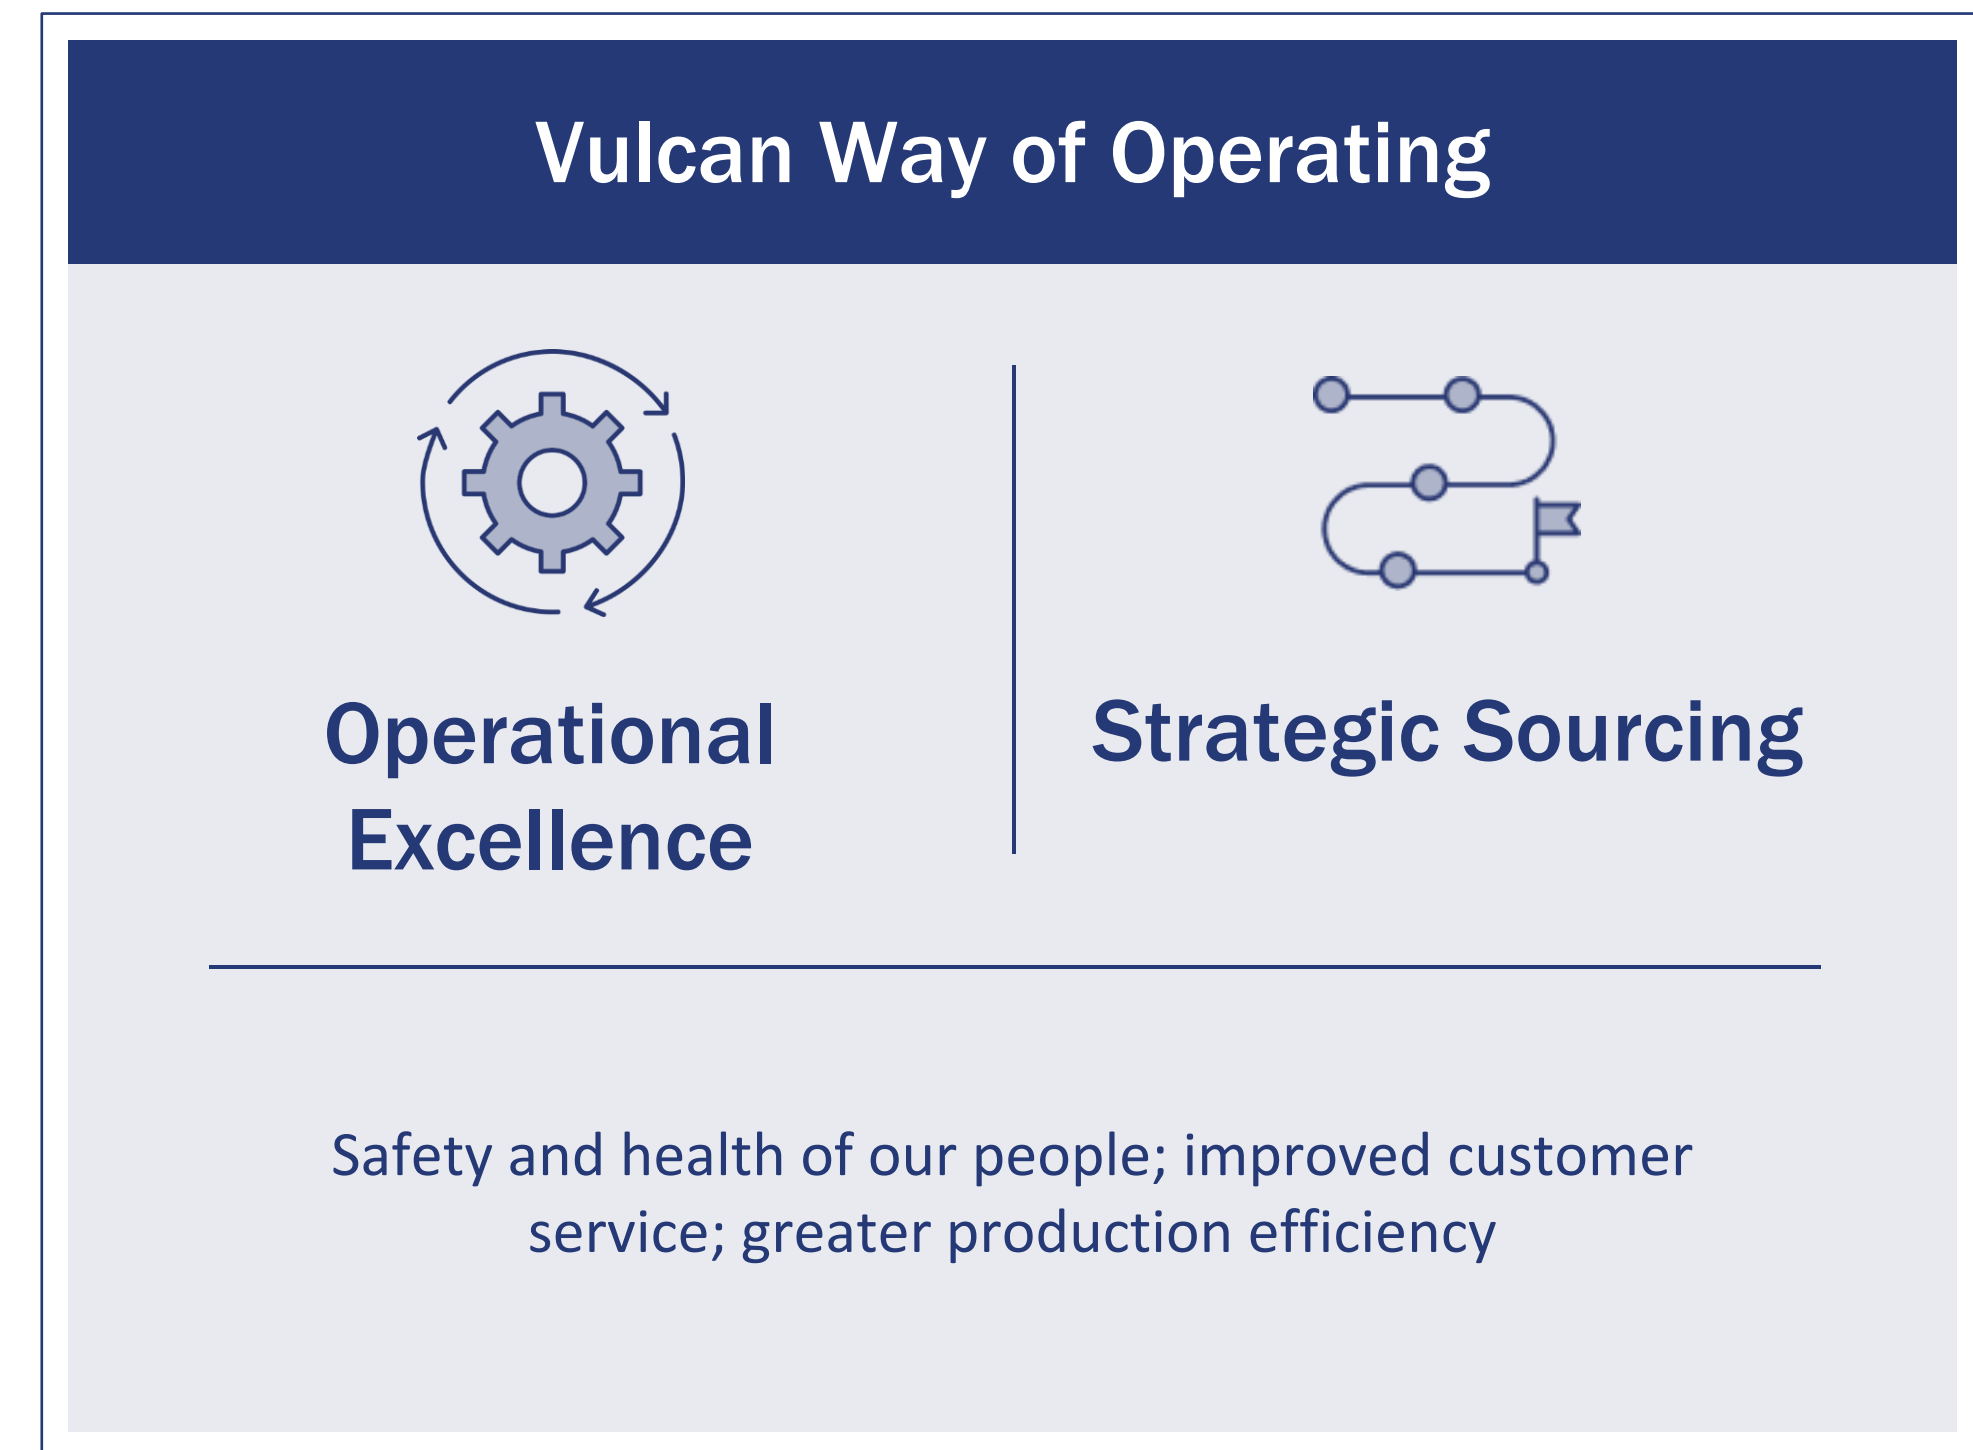 Vulcan Way of Operating
Operational
Excellence
Strategic Sourcing
Safety and health of our people; improved customer
service; greater production efficiency